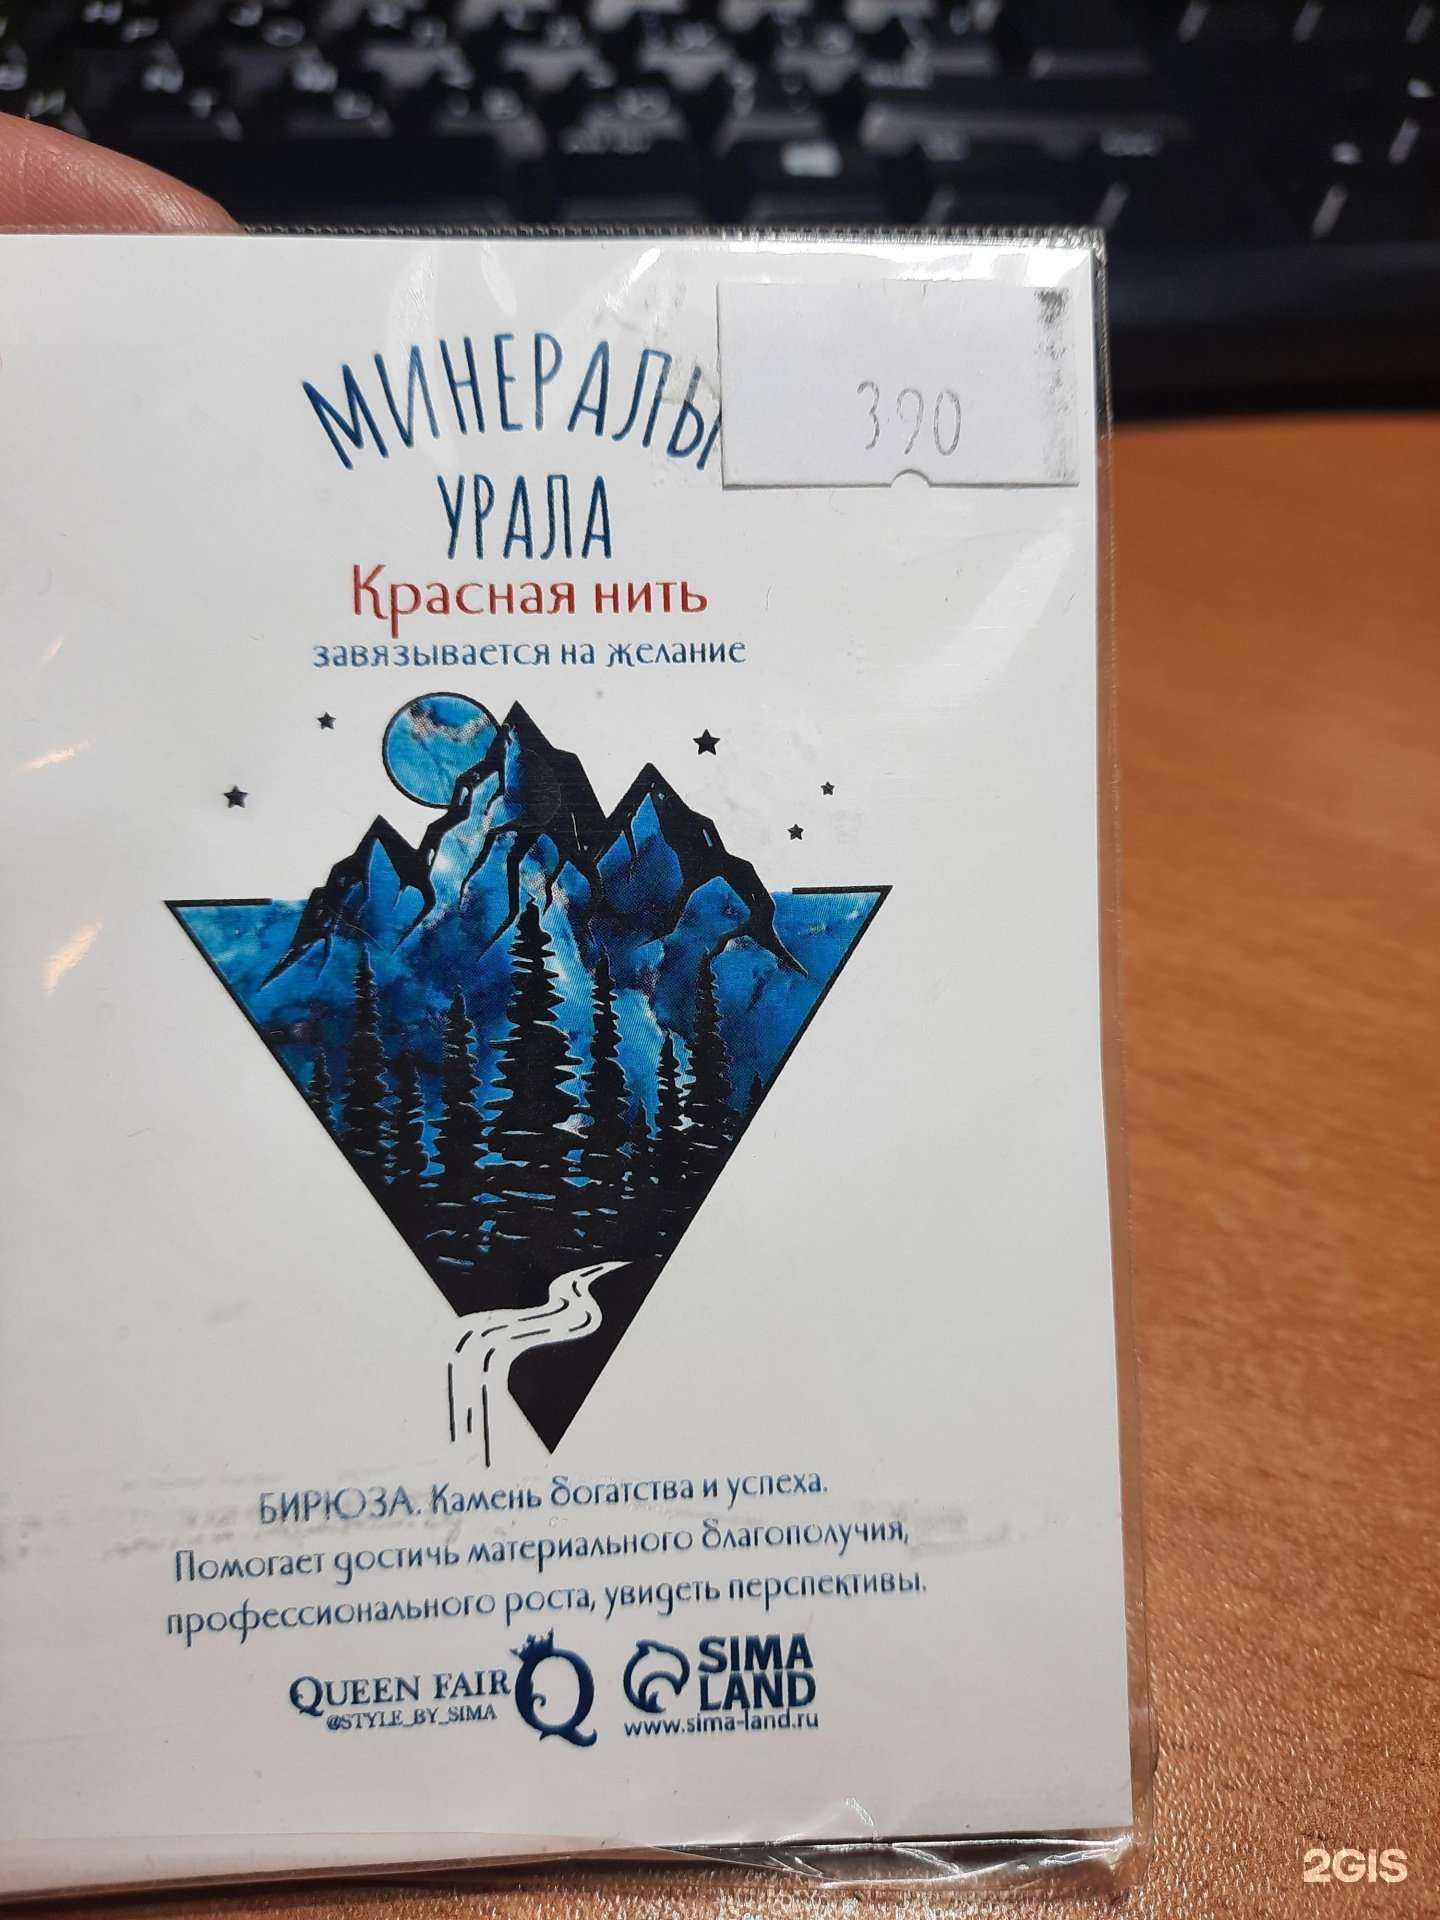 МИНЕРАЛЫ
390
УРАЛА
Красная нить
завязывается на желание
БИРЮЗА. Камень богатства и успеха.
Помогает достичь материального благополучия,
профессионального роста, увидеть перспективы.
QUEEN FAIR
@STYLE_BY_SIMA
SIMA
LAND
www.sima-land.ru
2GIS